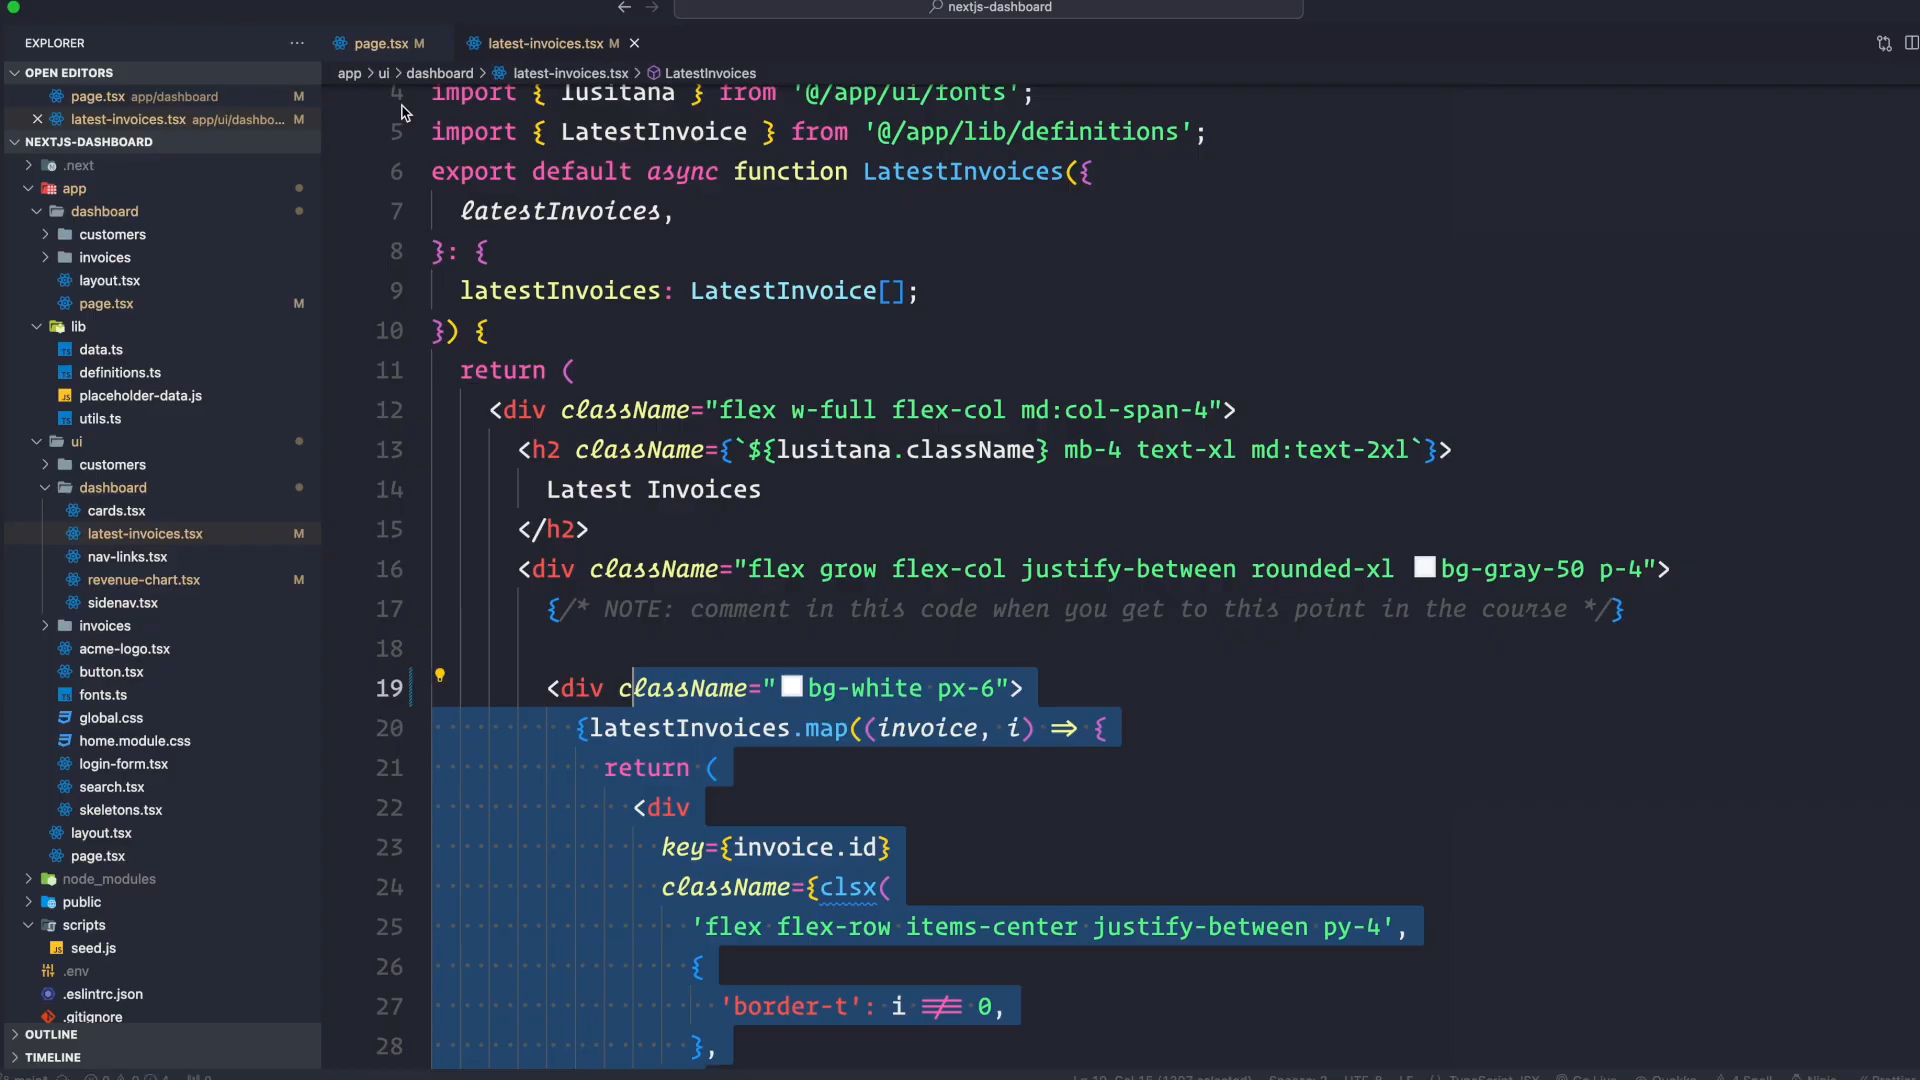 nextjs-dashboard
EXPLORER
page.tsx M
latest-invoices.tsx M
OPEN EDITORS
app > ui > dashboard > latest-invoices.tsx > LatestInvoices
page.tsx app/dashboard M
latest-invoices.tsx app/ui/dashbo... M
NEXTJS-DASHBOARD
.next
app
dashboard
customers
invoices
layout.tsx
page.tsx M
lib
data.ts
definitions.ts
placeholder-data.js
utils.ts
ui
customers
dashboard
cards.tsx
latest-invoices.tsx M
nav-links.tsx
revenue-chart.tsx M
sidenav.tsx
invoices
acme-logo.tsx
button.tsx
fonts.ts
global.css
home.module.css
login-form.tsx
search.tsx
skeletons.tsx
layout.tsx
page.tsx
node_modules
public
scripts
seed.js
.env
.eslintrc.json
.gitignore
OUTLINE
TIMELINE
4 import { lusitana } from '@/app/ui/fonts';
5 import { LatestInvoice } from '@/app/lib/definitions';
6 export default async function LatestInvoices({
7 latestInvoices,
8 }: {
9 latestInvoices: LatestInvoice[];
10 }) {
11 return (
12 <div className="flex w-full flex-col md:col-span-4">
13 <h2 className={`${lusitana.className} mb-4 text-xl md:text-2xl`}>
14 Latest Invoices
15 </h2>
16 <div className="flex grow flex-col justify-between rounded-xl bg-gray-50 p-4">
17 {/* NOTE: comment in this code when you get to this point in the course */}
18
19 <div className="bg-white px-6">
20 {latestInvoices.map((invoice, i) => {
21 return (
22 <div
23 key={invoice.id}
24 className={clsx(
25 'flex flex-row items-center justify-between py-4',
26 {
27 'border-t': i !== 0,
28 },